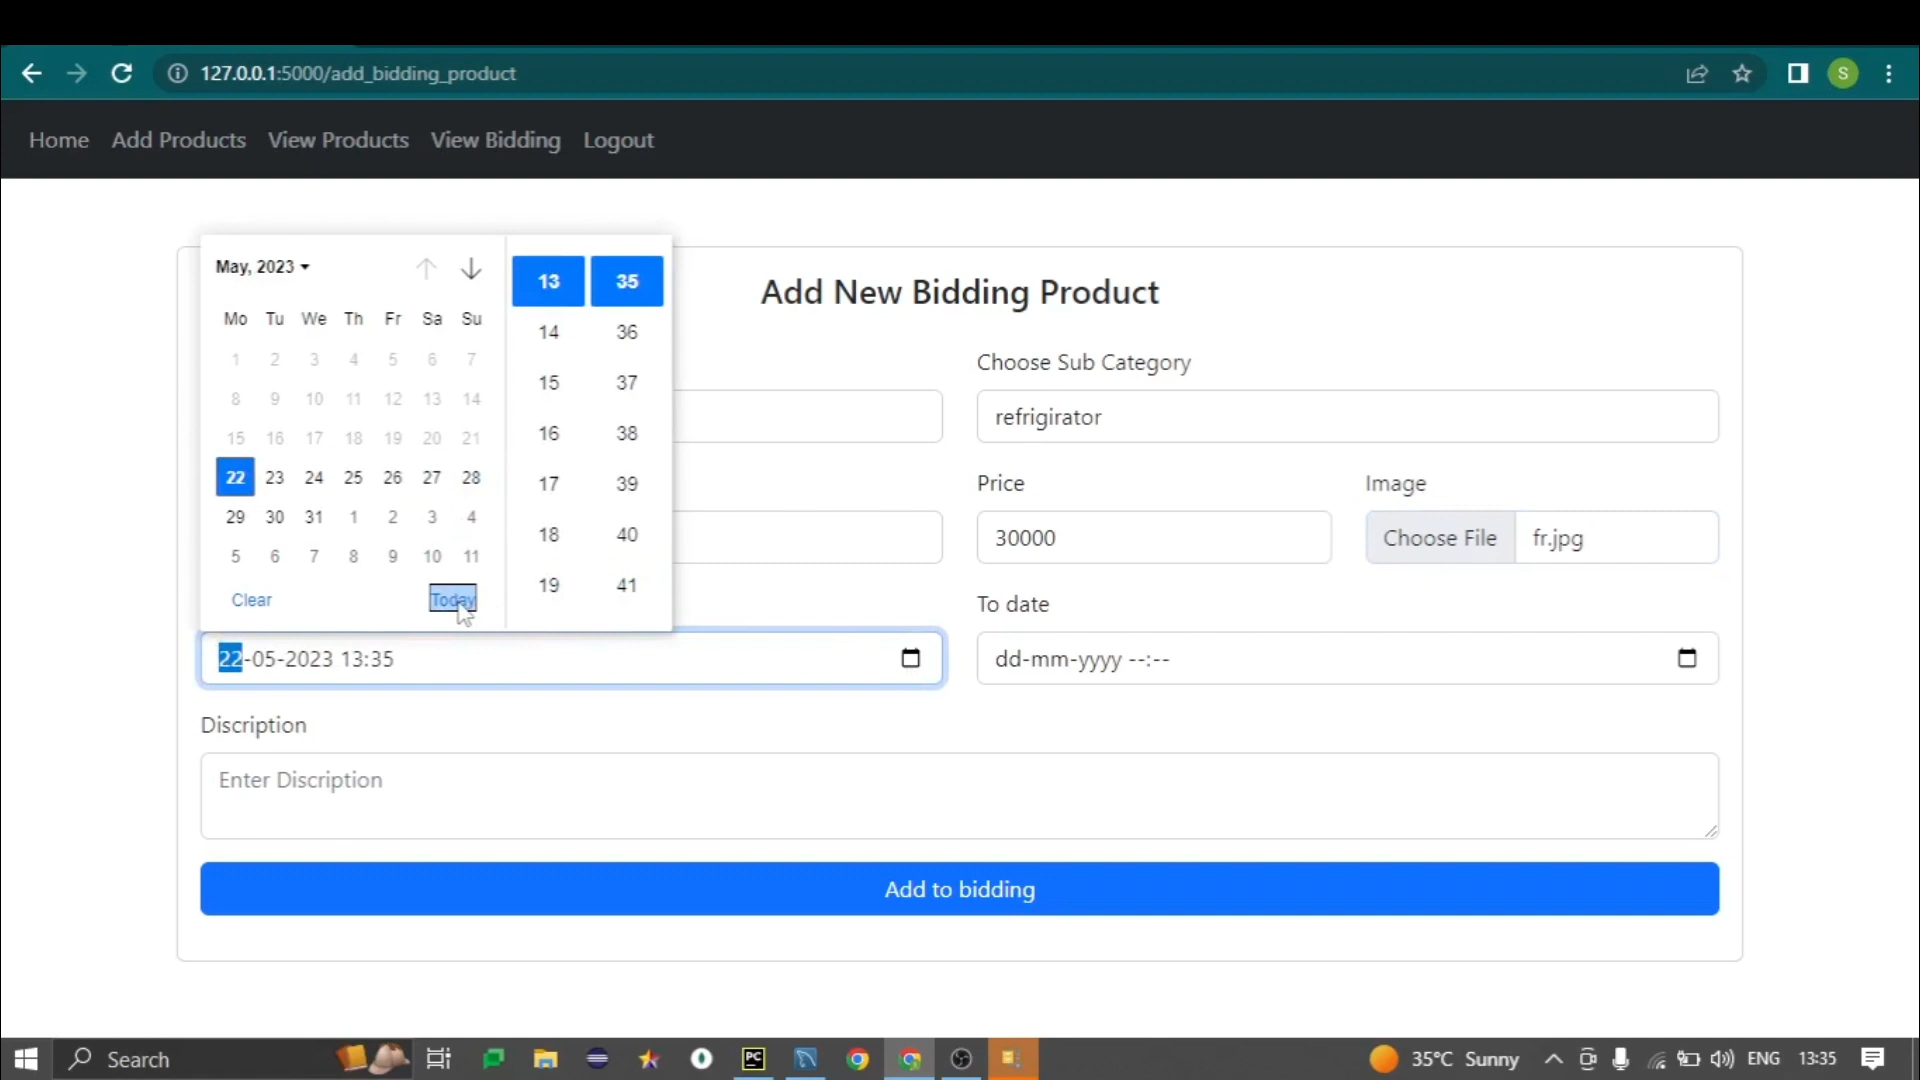 127.0.0.1:5000/add_bidding_product
S
Home Add Products View Products View Bidding Logout
Add New Bidding Product
May, 2023
Mo Tu We Th Fr Sa Su
1 2 3 4 5 6 7
8 9 10 11 12 13 14
15 16 17 18 19 20 21
22 23 24 25 26 27 28
29 30 31 1 2 3 4
5 6 7 8 9 10 11
Clear Today
13 35
14 36
15 37
16 38
17 39
18 40
19 41
Choose Sub Category
refrigirator
Price Image
30000 Choose File fr.jpg
To date
22-05-2023 13:35 dd-mm-yyyy --:--
Discription
Enter Discription
Add to bidding
Search PC 35°C Sunny ENG 13:35